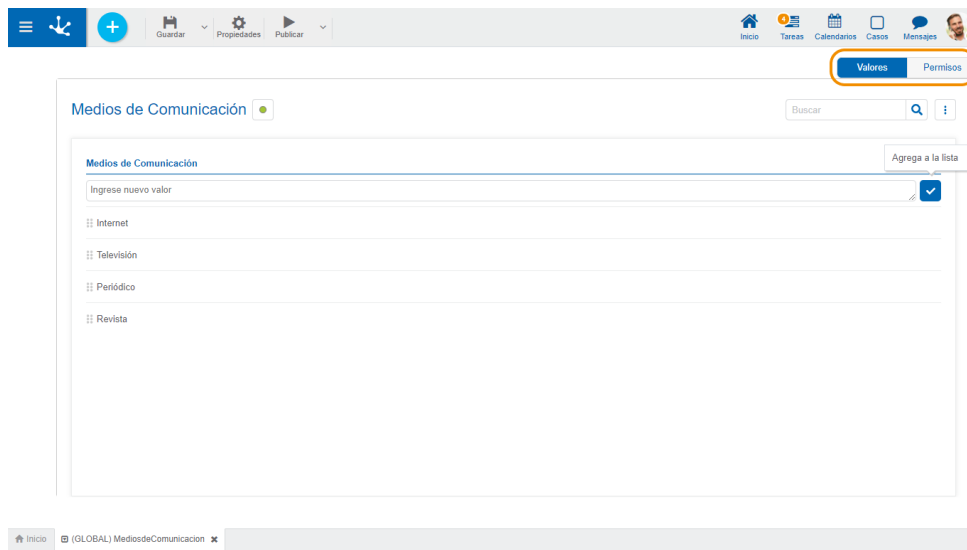 Guardar Propiedades Publicar Inicio 4 Tareas Calendarios Casos Mensajes
Valores Permisos
Medios de Comunicación Buscar
Agrega a la lista
Medios de Comunicación
Ingrese nuevo valor
Internet
Televisión
Periódico
Revista
Inicio (GLOBAL) MediosdeComunicacion